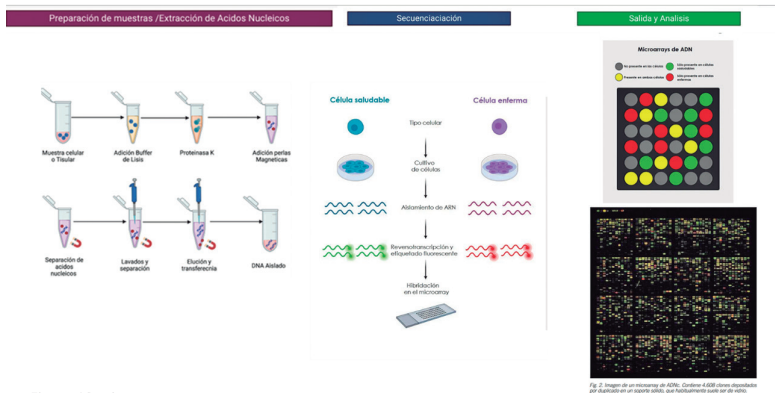 Preparación de muestras /Extracción de Acidos Nucleicos
Secuenciaciación
Salida y Analisis
Muestra celular
o Tisular
Adición Buffer
de Lisis
Proteinasa K
Adición perlas
Magneticas
Separación de
acidos
nucleicos
Lavados y
separación
Elución y
transferecnia
DNA Aislado
Célula saludable
Célula enferma
Tipo celular
Cultivo
de células
Aislamiento de ARN
Reversotranscripción y
etiquetado fluorescente
Hibridación
en el microarray
Microarrays de ADN
No presente en las células
Sólo presente en células
saludables
Presente en ambas células
Sólo presente en células
enfermas
Fig. 2. Imagen de un microarray de ADNc. Contiene 4.608 clones depositados
por duplicado en un soporte sólido, que habitualmente suele ser de vidrio.